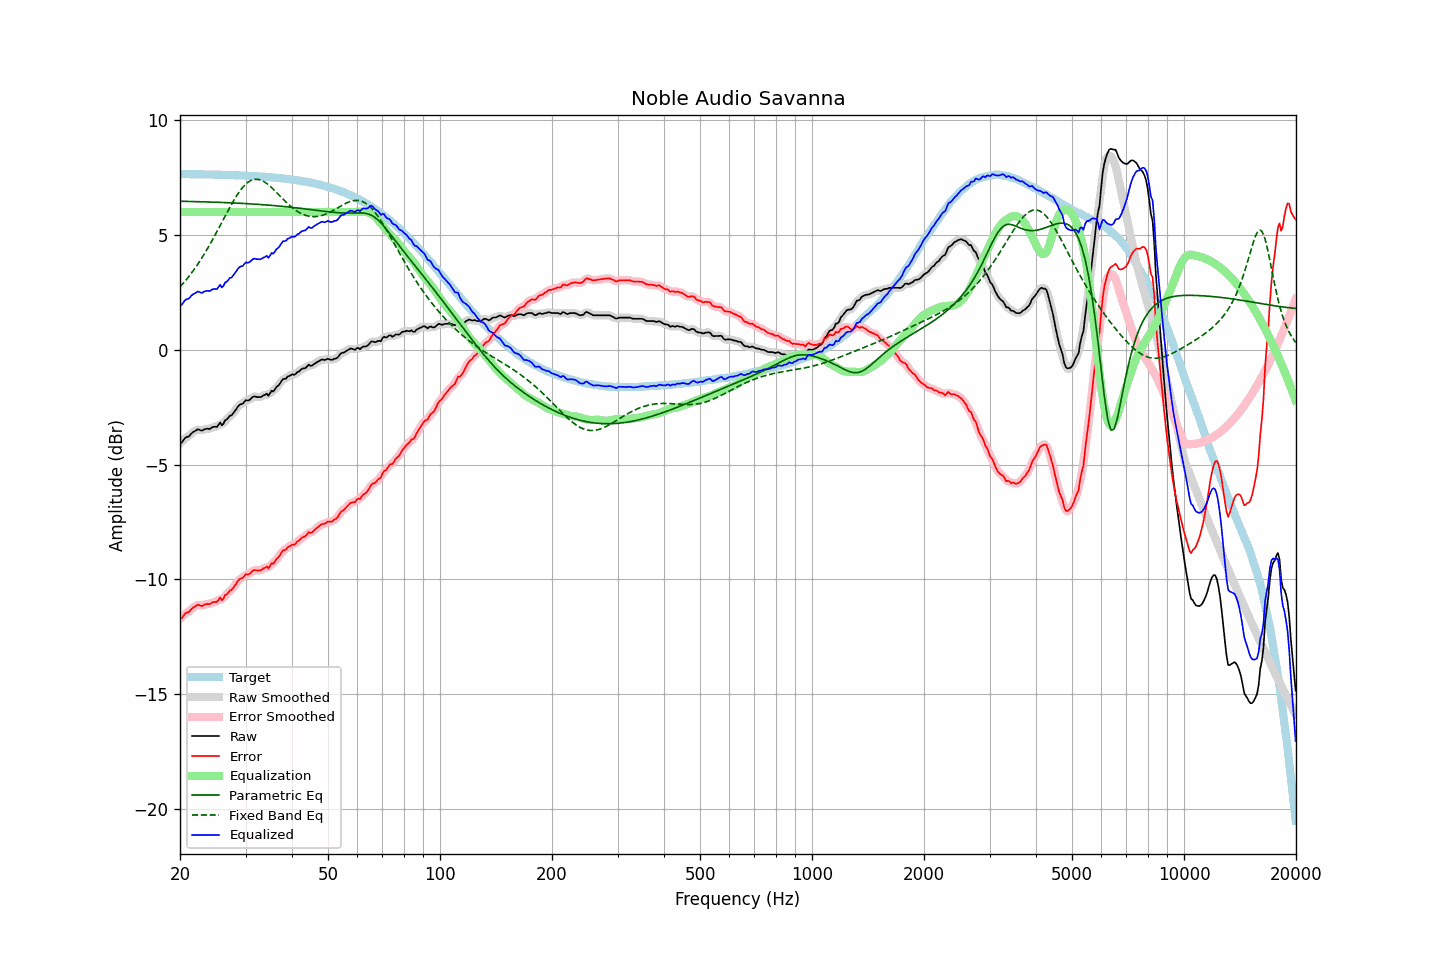 Noble Audio Savanna
10
5
0
−5
−10
−15
−20
Amplitude (dBr)
Target
Raw Smoothed
Error Smoothed
Raw
Error
Equalization
Parametric Eq
Fixed Band Eq
Equalized
20 50 100 200 500 1000 2000 5000 10000 20000
Frequency (Hz)